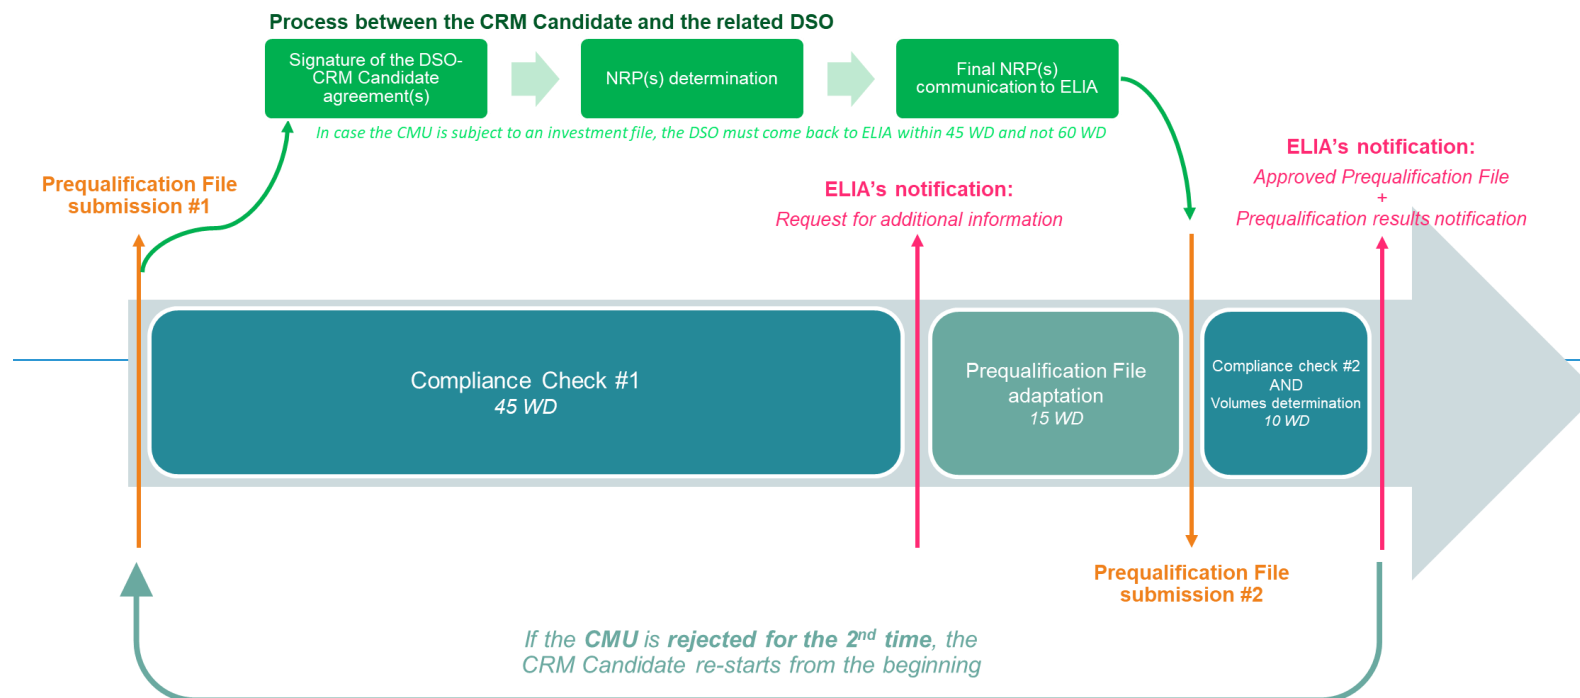 Process between the CRM Candidate and the related DSO
Signature of the DSO-
CRM Candidate
agreement(s)
NRP(s) determination
Final NRP(s)
communication to ELIA
In case the CMU is subject to an investment file, the DSO must come back to ELIA within 45 WD and not 60 WD
Prequalification File
submission #1
ELIA's notification:
Request for additional information
ELIA's notification:
Approved Prequalification File
+
Prequalification results notification
Compliance Check #1
45 WD
Prequalification File
adaptation
15 WD
Compliance check #2
AND
Volumes determination
10 WD
Prequalification File
submission #2
If the CMU is rejected for the 2nd time, the
CRM Candidate re-starts from the beginning